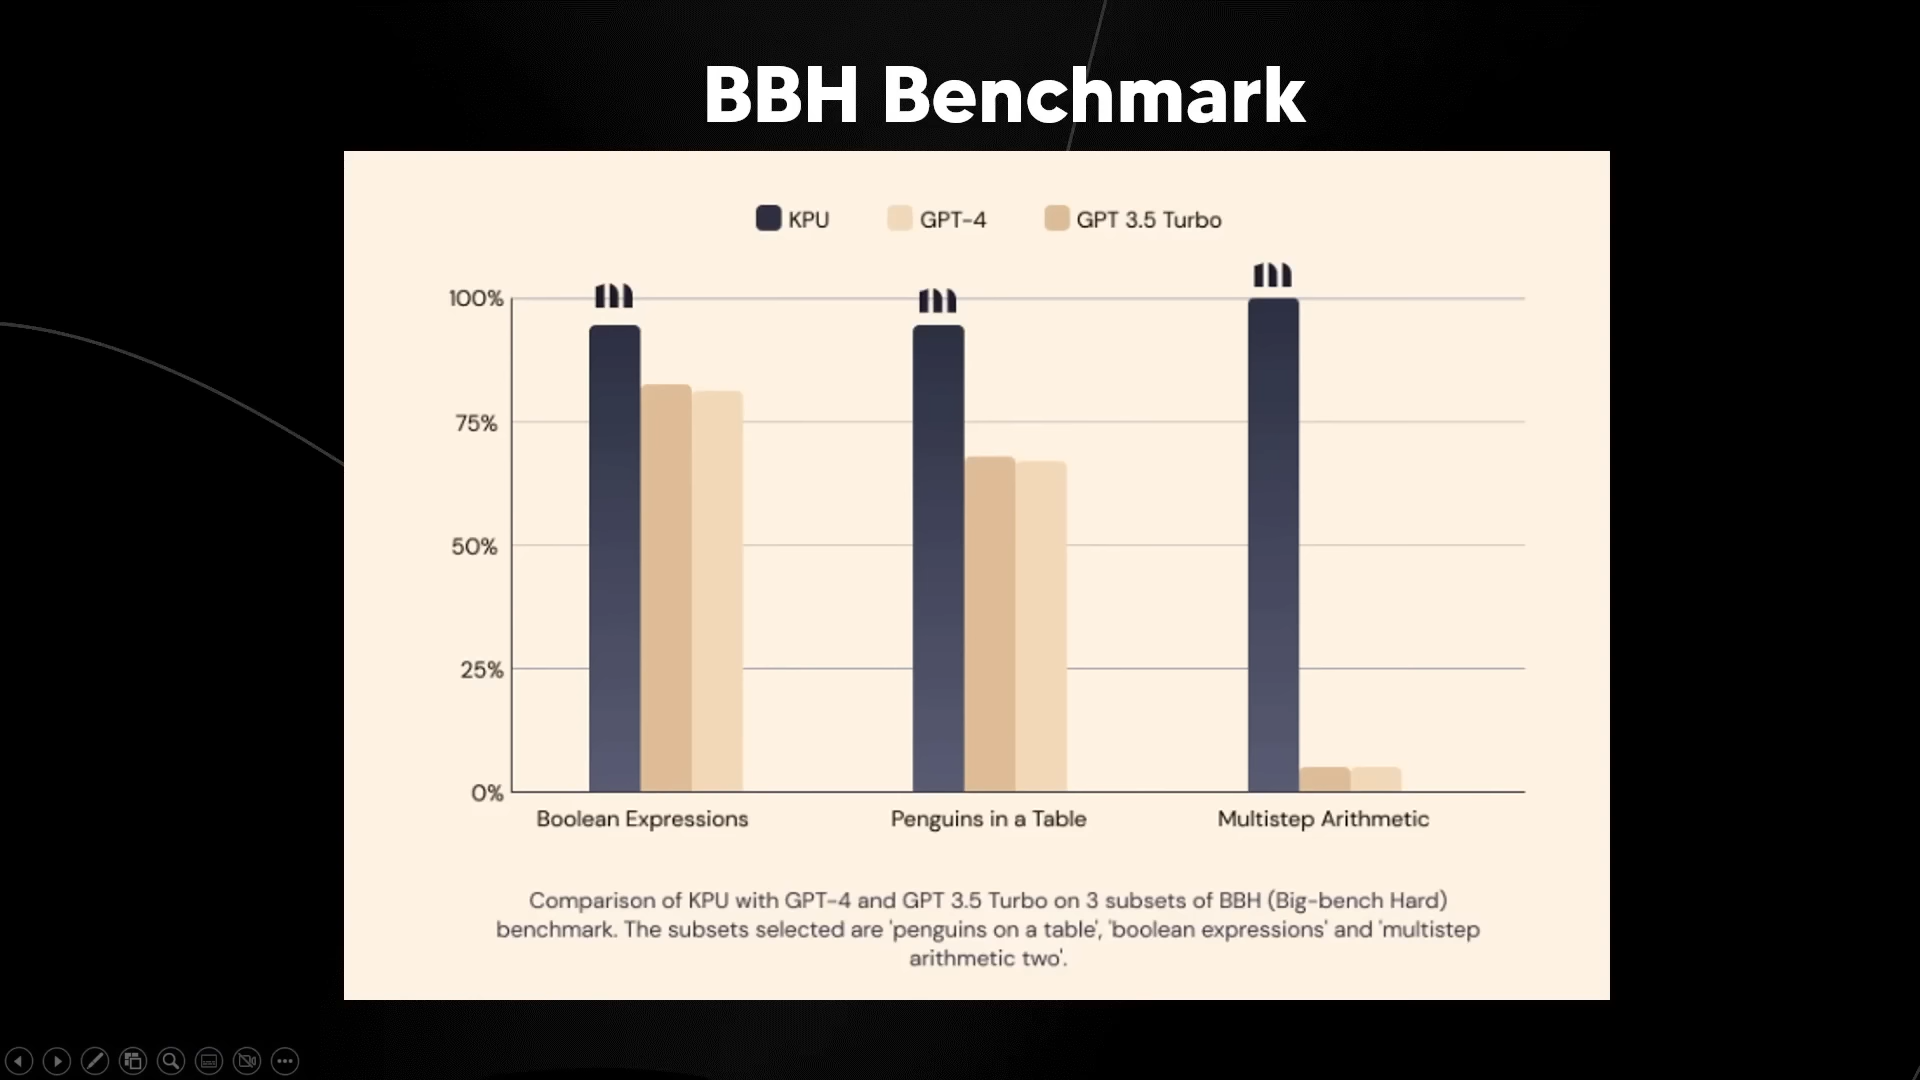 BBH Benchmark
KPU GPT-4 GPT 3.5 Turbo
100%
75%
50%
25%
0%
Boolean Expressions Penguins in a Table Multistep Arithmetic
Comparison of KPU with GPT-4 and GPT 3.5 Turbo on 3 subsets of BBH (Big-bench Hard)
benchmark. The subsets selected are 'penguins on a table', 'boolean expressions' and 'multistep
arithmetic two'.